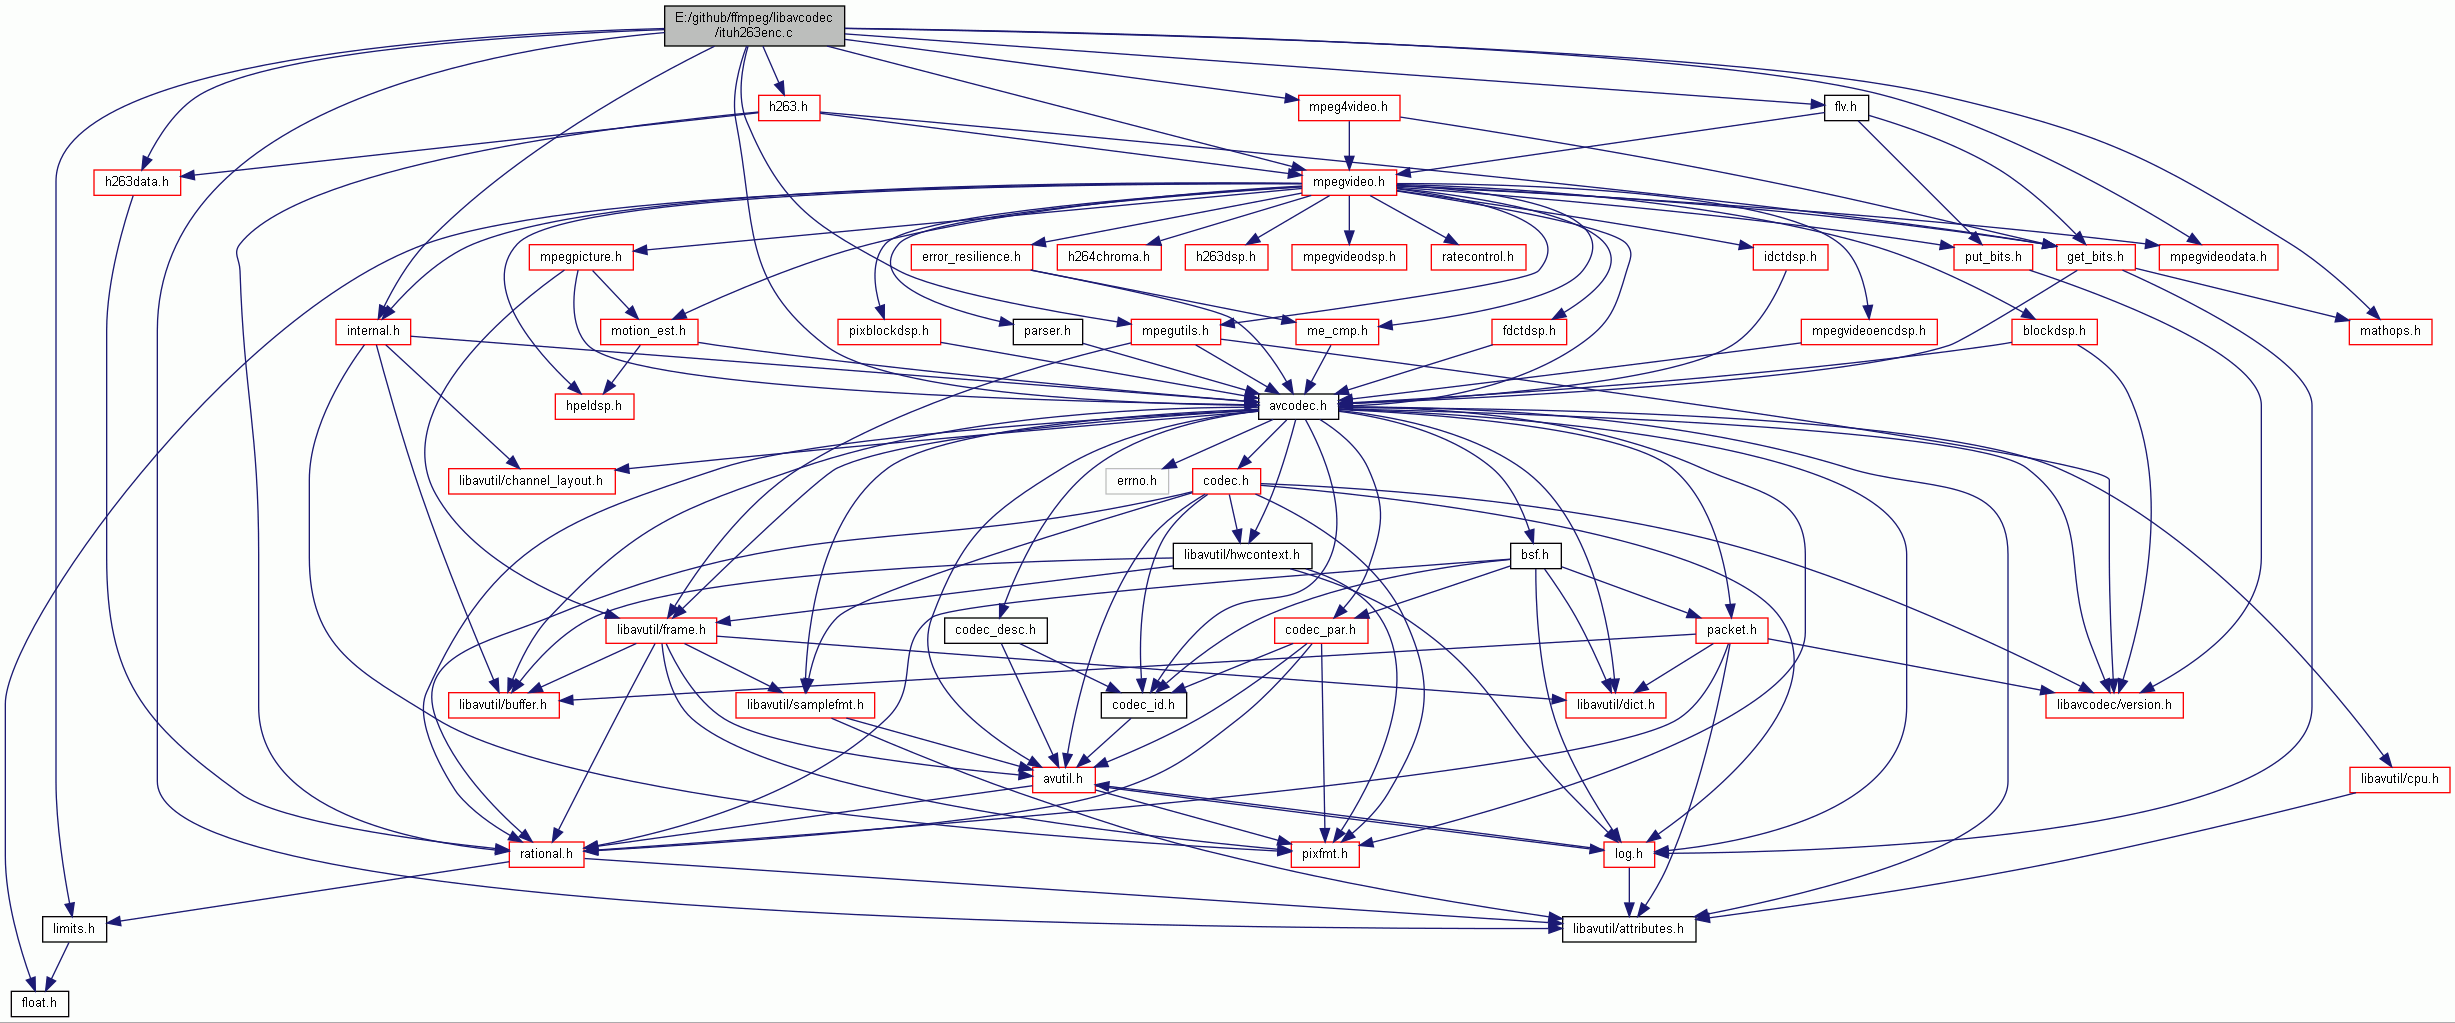 E:/github/ffmpeg/libavcodec
/ituh263enc.c
h263.h
mpeg4video.h
flv.h
h263data.h
mpegvideo.h
mpegpicture.h
error_resilience.h
h264chroma.h
h263dsp.h
mpegvideodsp.h
ratecontrol.h
idctdsp.h
put_bits.h
get_bits.h
mpegvideodata.h
internal.h
motion_est.h
pixblockdsp.h
parser.h
mpegutils.h
me_cmp.h
fdctdsp.h
mpegvideoencdsp.h
blockdsp.h
mathops.h
hpeldsp.h
avcodec.h
libavutil/channel_layout.h
errno.h
codec.h
libavutil/hwcontext.h
bsf.h
libavutil/frame.h
codec_desc.h
codec_par.h
packet.h
libavutil/buffer.h
libavutil/samplefmt.h
codec_id.h
libavutil/dict.h
libavcodec/version.h
avutil.h
libavutil/cpu.h
rational.h
pixfmt.h
log.h
limits.h
libavutil/attributes.h
float.h